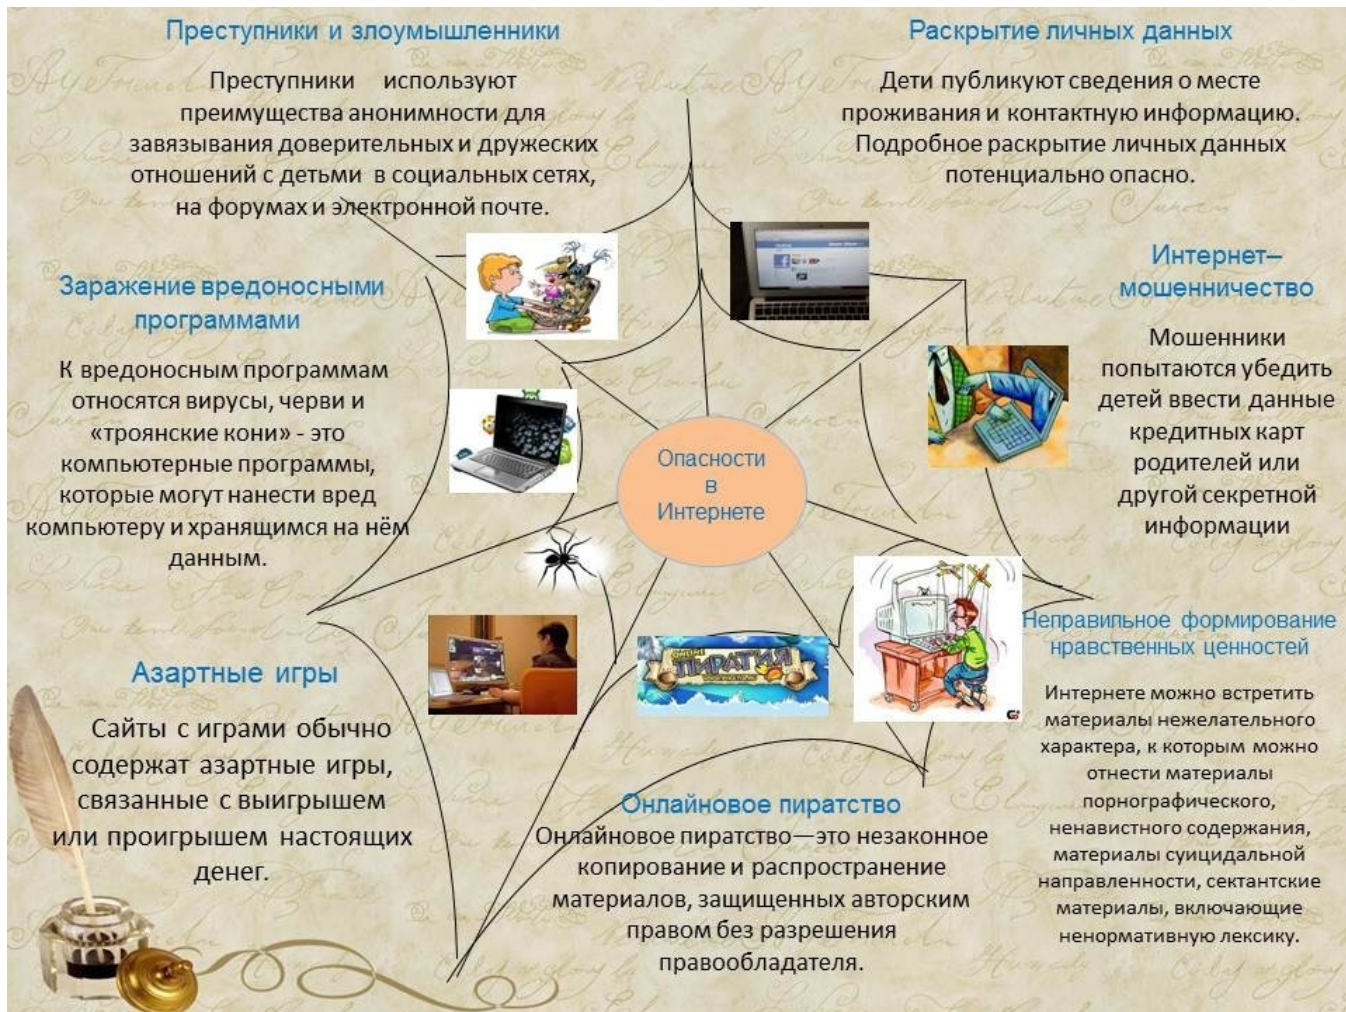 Преступники и злоумышленники
Преступники используют
преимущества анонимности для
завязывания доверительных и дружеских
отношений с детьми в социальных сетях,
на форумах и электронной почте.
Раскрытие личных данных
Дети публикуют сведения о месте
проживания и контактную информацию.
Подробное раскрытие личных данных
потенциально опасно.
Заражение вредоносными
программами
К вредоносным программам
относятся вирусы, черви и
«троянские кони» - это
компьютерные программы,
которые могут нанести вред
компьютеру и хранящимся на нём
данным.
Интернет–
мошенничество
Мошенники
попытаются убедить
детей ввести данные
кредитных карт
родителей или
другой секретной
информации
Опасности
в
Интернете
Азартные игры
Сайты с играми обычно
содержат азартные игры,
связанные с выигрышем
или проигрышем настоящих
денег.
ONLINE
ПИРАТИЯ
Онлайновое пиратство
Онлайновое пиратство—это незаконное
копирование и распространение
материалов, защищенных авторским
правом без разрешения
правообладателя.
Неправильное формирование
нравственных ценностей
Интернете можно встретить
материалы нежелательного
характера, к которым можно
отнести материалы
порнографического,
ненавистного содержания,
материалы суицидальной
направленности, сектантские
материалы, включающие
ненормативную лексику.